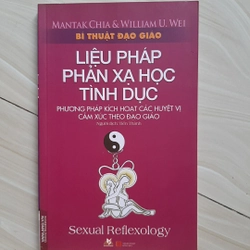 MANTAK CHIA & WILLIAM U. WEI
BÍ THUẬT ĐẠO GIÁO
LIỆU PHÁP
PHẢN XẠ HỌC
TÌNH DỤC
PHƯƠNG PHÁP KÍCH HOẠT CÁC HUYỆT VỊ
CẢM XÚC THEO ĐẠO GIÁO
Sexual Reflexology